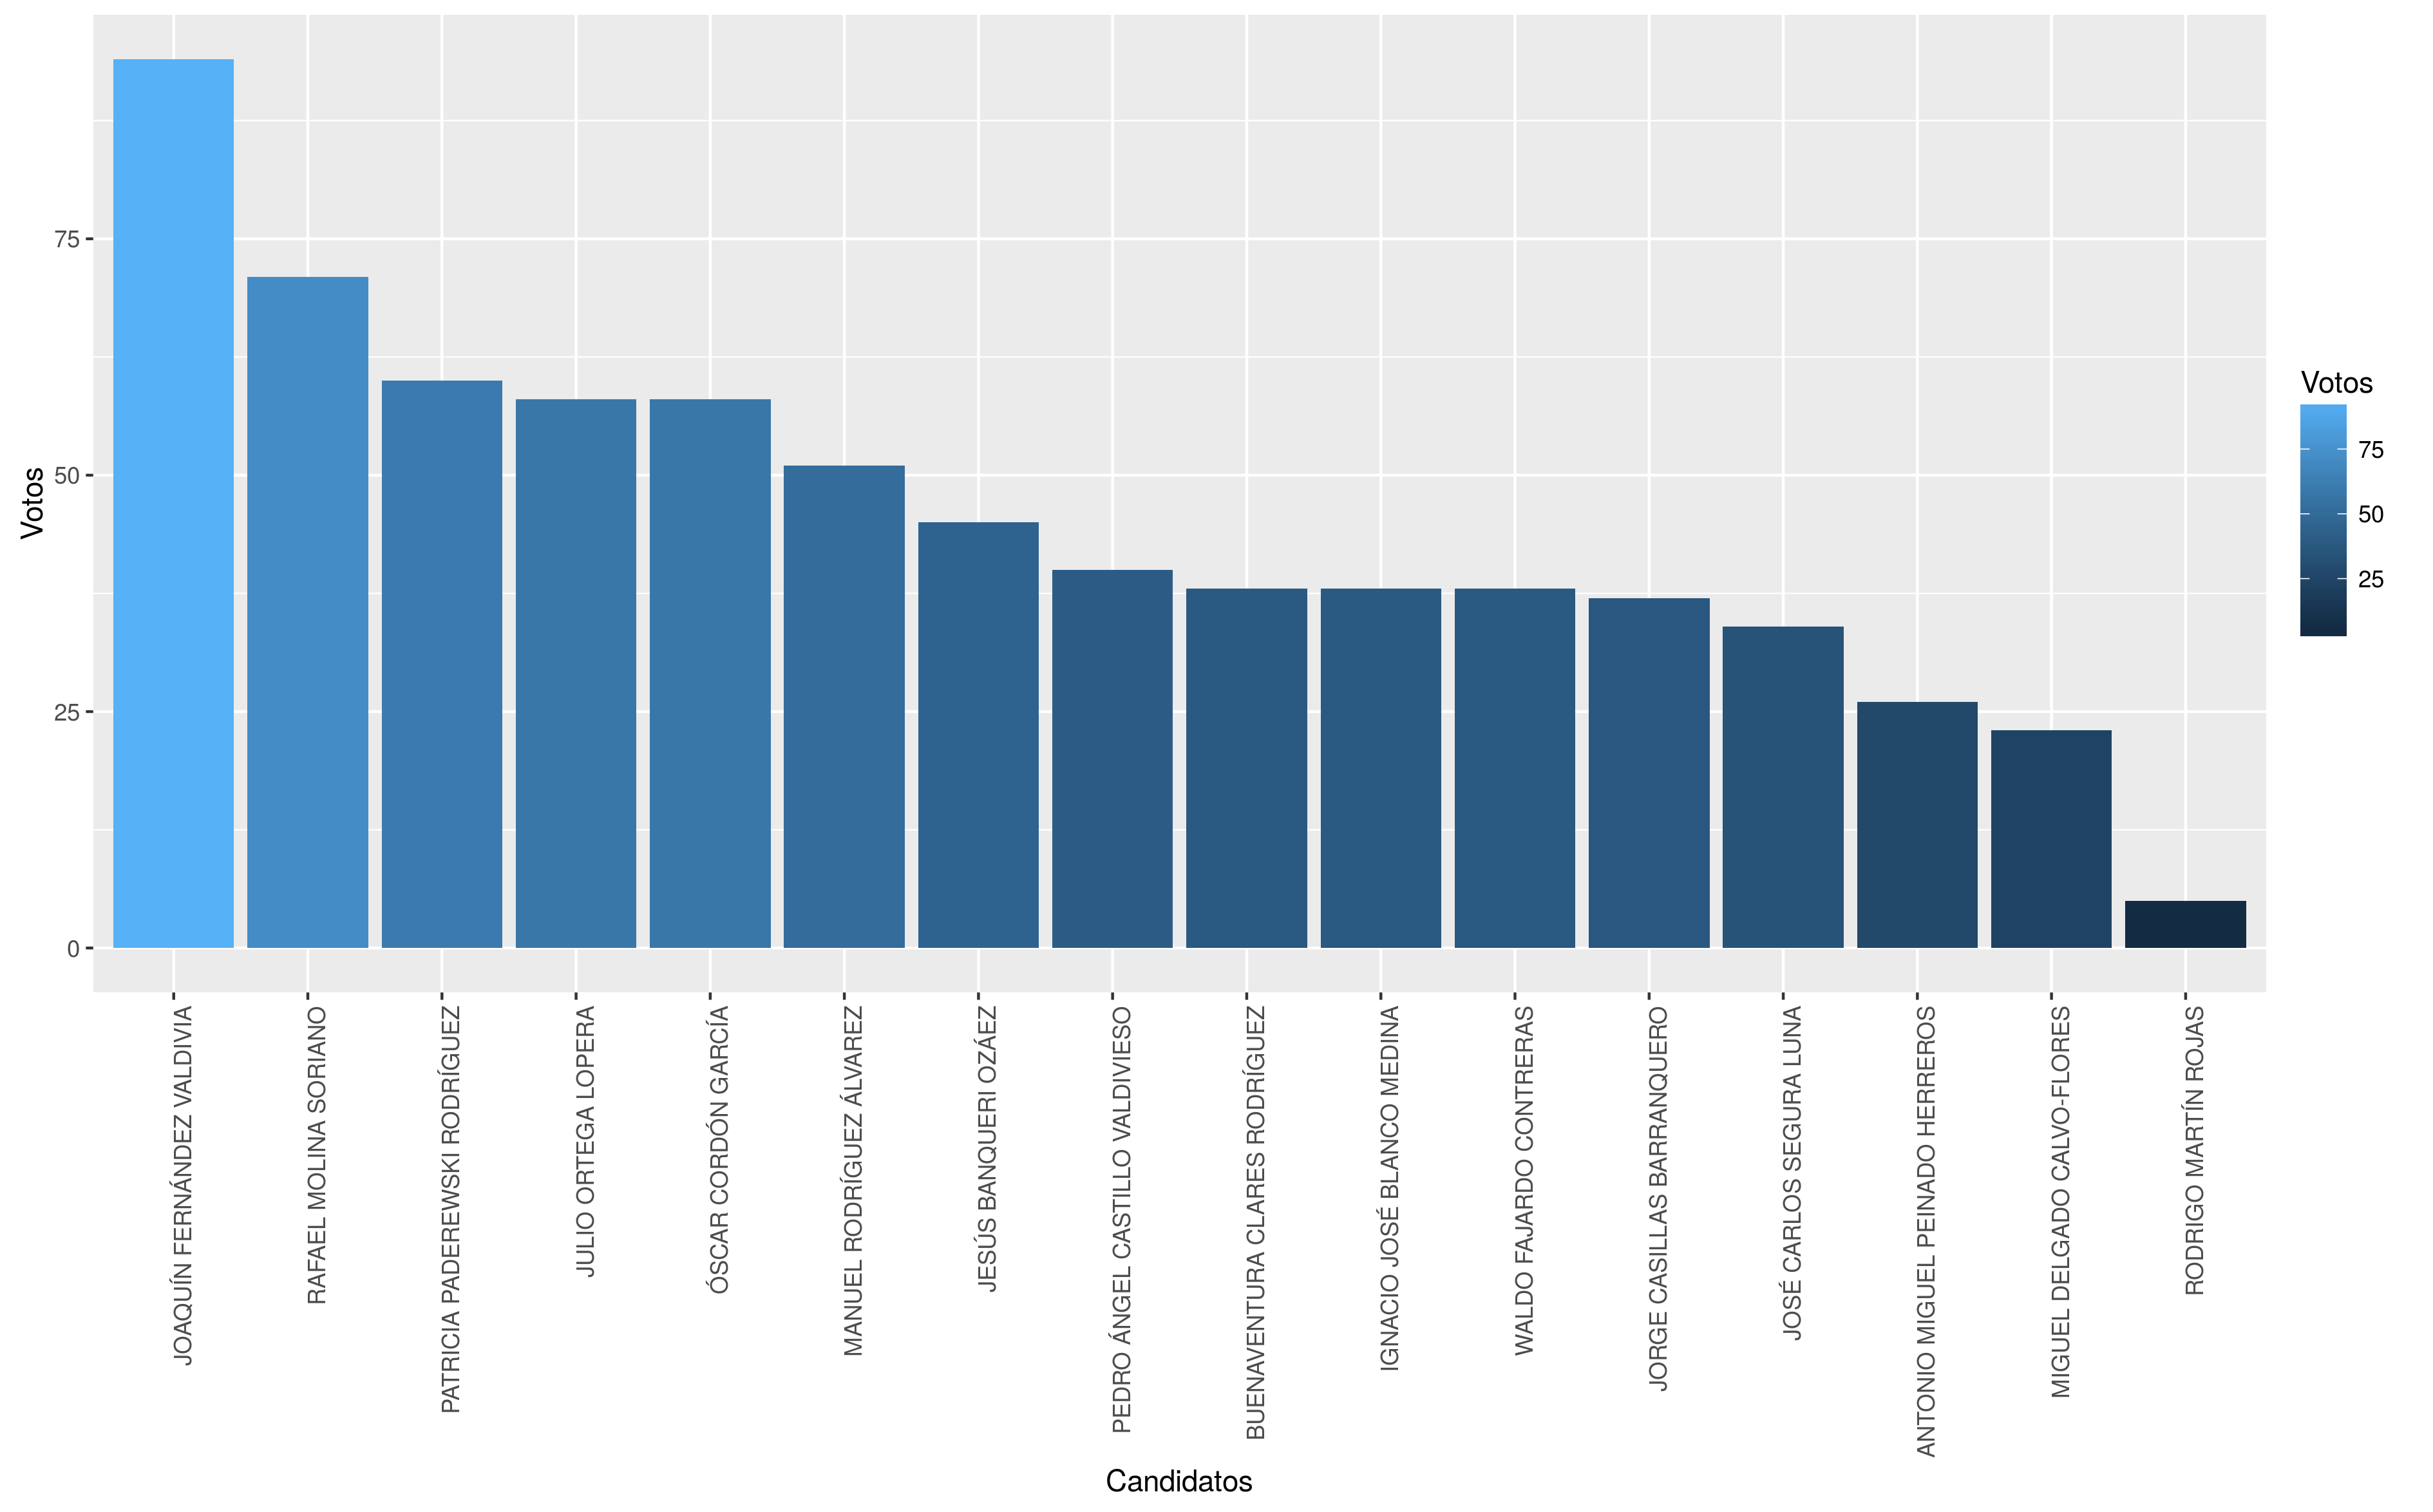 Votos
75
50
25
0
JOAQUÍN FERNÁNDEZ VALDIVIA
RAFAEL MOLINA SORIANO
PATRICIA PADEREWSKI RODRÍGUEZ
JULIO ORTEGA LOPERA
ÓSCAR CORDÓN GARCÍA
MANUEL RODRÍGUEZ ÁLVAREZ
JESÚS BANQUERI OZÁEZ
PEDRO ÁNGEL CASTILLO VALDIVIESO
BUENAVENTURA CLARES RODRÍGUEZ
IGNACIO JOSÉ BLANCO MEDINA
WALDO FAJARDO CONTRERAS
JORGE CASILLAS BARRANQUERO
JOSÉ CARLOS SEGURA LUNA
ANTONIO MIGUEL PEINADO HERREROS
MIGUEL DELGADO CALVO-FLORES
RODRIGO MARTÍN ROJAS
Candidatos
Votos
75
50
25